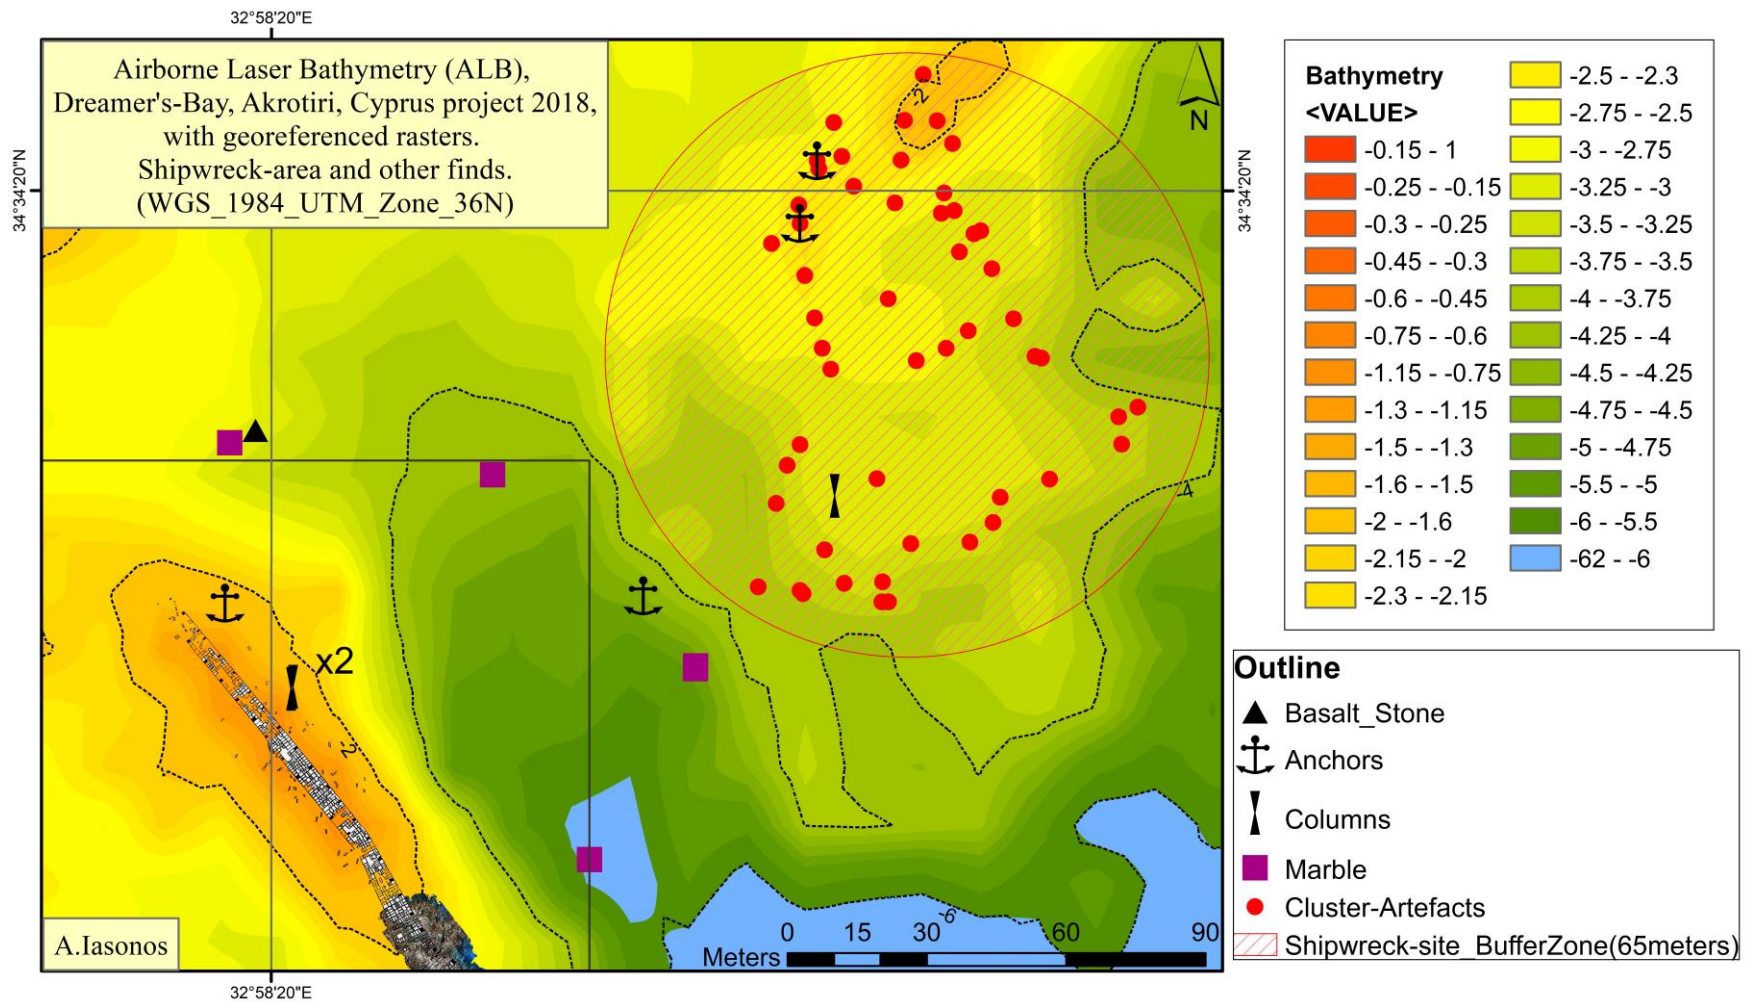 32°58'20"E
Airborne Laser Bathymetry (ALB),
Dreamer's-Bay, Akrotiri, Cyprus project 2018,
with georeferenced rasters.
Shipwreck-area and other finds.
(WGS_1984_UTM_Zone_36N)
34°34'20"N
34°34'20"N
N
-2
-4
x2
-2
-6
0 15 30 60 90
Meters
A.Iasonos
32°58'20"E
Bathymetry
<VALUE>
-0.15 - 1
-0.25 - -0.15
-0.3 - -0.25
-0.45 - -0.3
-0.6 - -0.45
-0.75 - -0.6
-1.15 - -0.75
-1.3 - -1.15
-1.5 - -1.3
-1.6 - -1.5
-2 - -1.6
-2.15 - -2
-2.3 - -2.15
-2.5 - -2.3
-2.75 - -2.5
-3 - -2.75
-3.25 - -3
-3.5 - -3.25
-3.75 - -3.5
-4 - -3.75
-4.25 - -4
-4.5 - -4.25
-4.75 - -4.5
-5 - -4.75
-5.5 - -5
-6 - -5.5
-62 - -6
Outline
Basalt_Stone
Anchors
Columns
Marble
Cluster-Artefacts
Shipwreck-site_BufferZone(65meters)